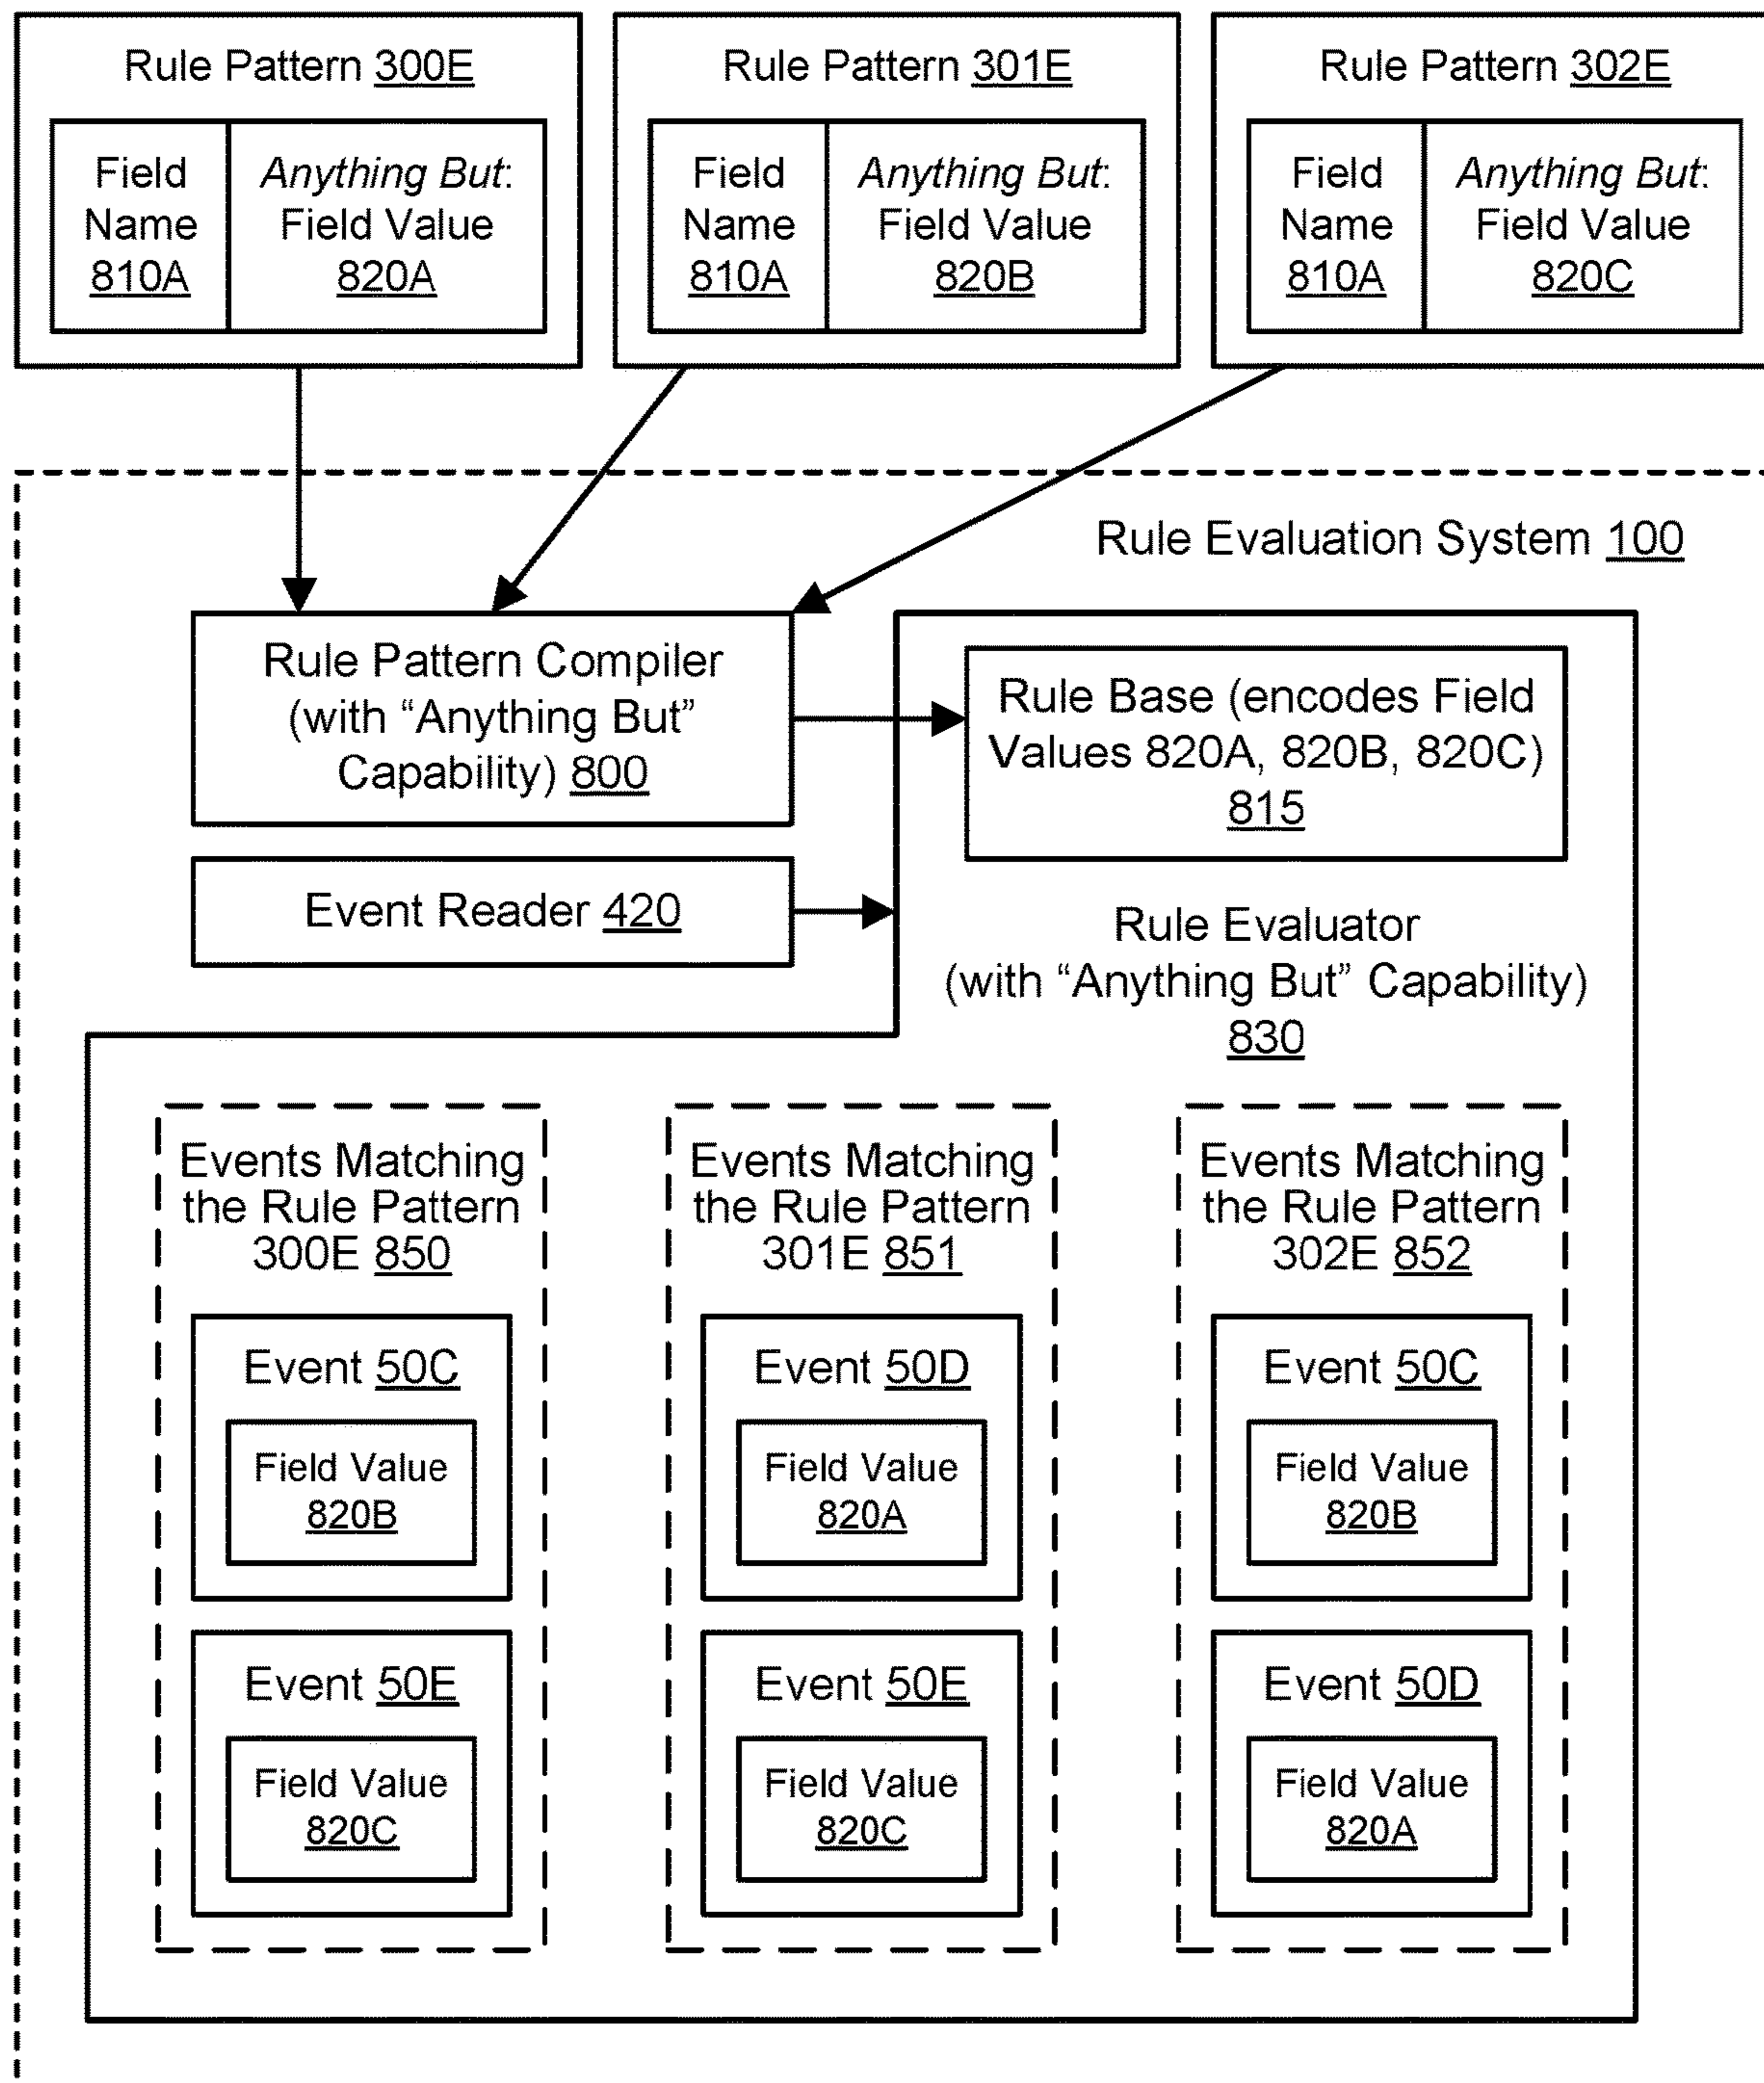 Rule Pattern 300E
Field
Name
810A
Anything But:
Field Value
820A
Rule Pattern 301E
Field
Name
810A
Anything But:
Field Value
820B
Rule Pattern 302E
Field
Name
810A
Anything But:
Field Value
820C
Rule Evaluation System 100
Rule Pattern Compiler
(with “Anything But”
Capability) 800
Rule Base (encodes Field
Values 820A, 820B, 820C)
815
Event Reader 420
Rule Evaluator
(with “Anything But” Capability)
830
Events Matching
the Rule Pattern
300E 850
Event 50C
Field Value
820B
Event 50E
Field Value
820C
Events Matching
the Rule Pattern
301E 851
Event 50D
Field Value
820A
Event 50E
Field Value
820C
Events Matching
the Rule Pattern
302E 852
Event 50C
Field Value
820B
Event 50D
Field Value
820A